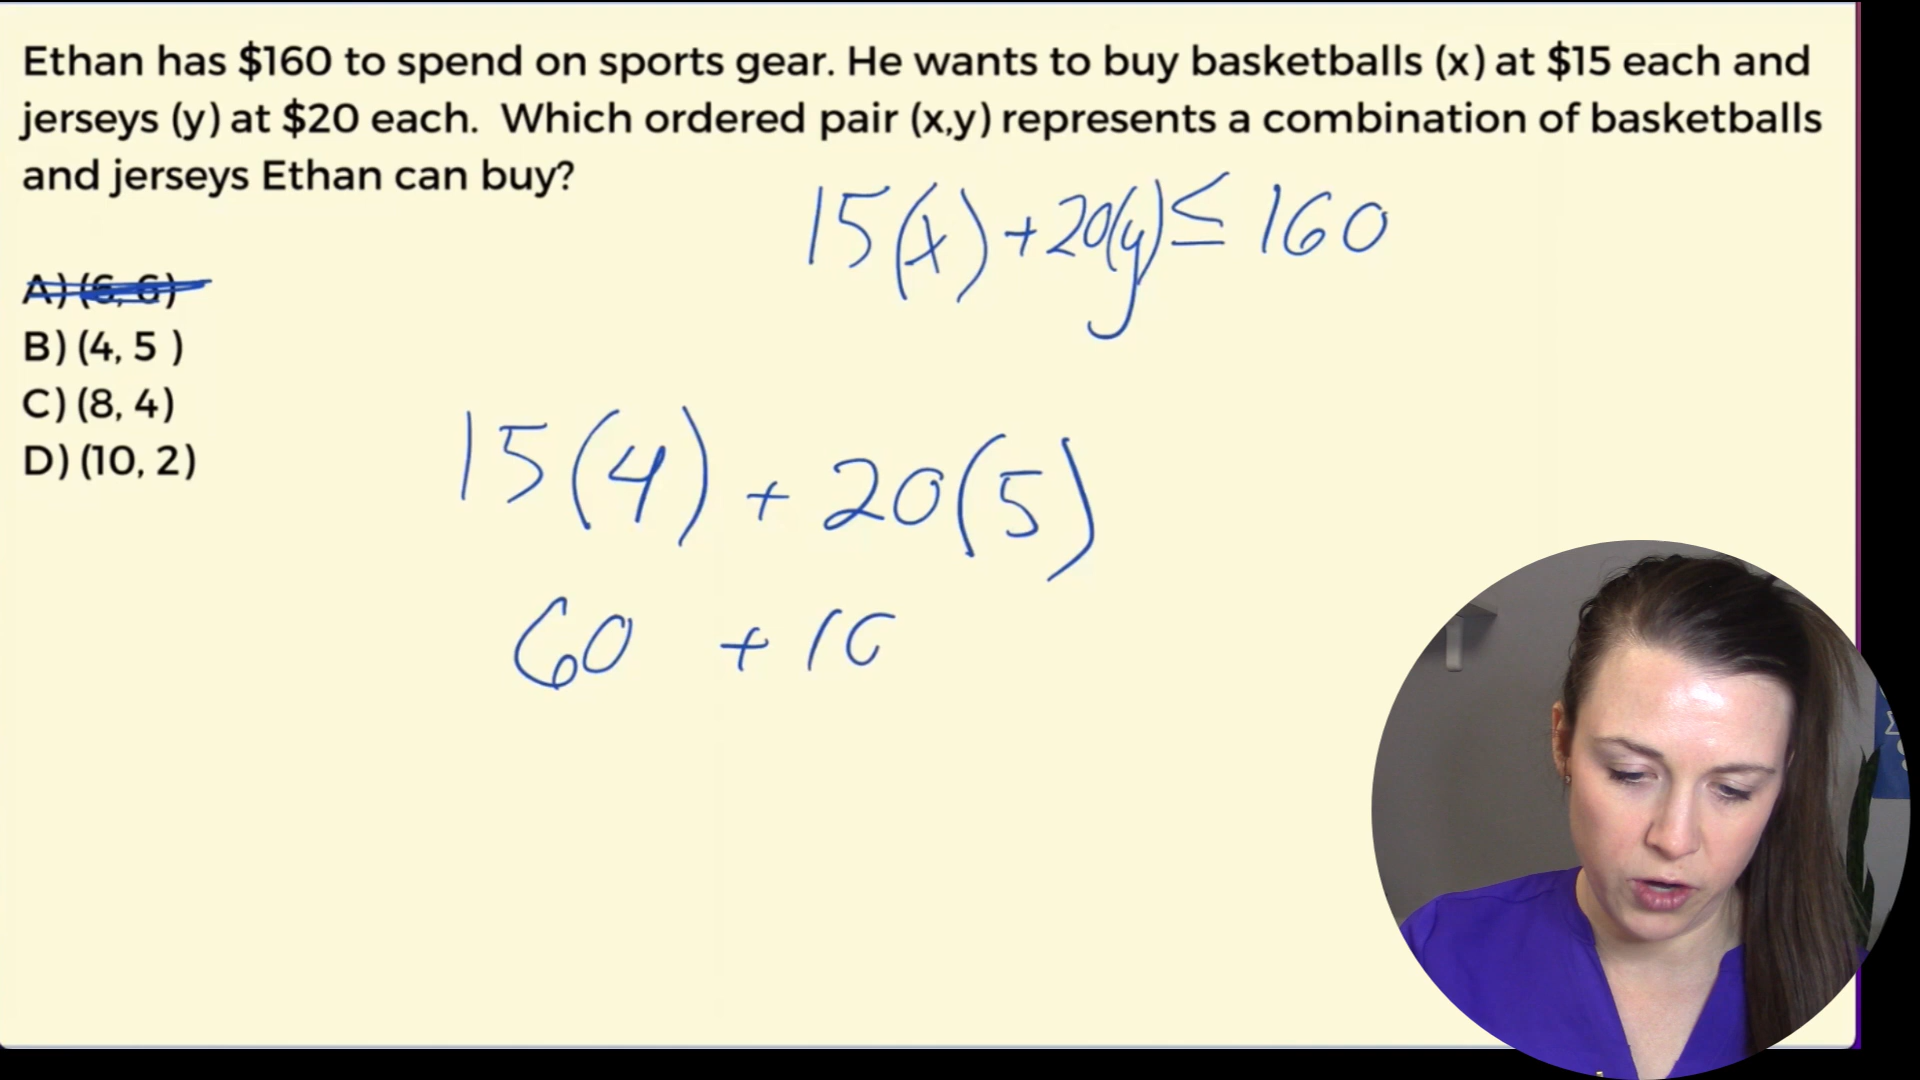 Ethan has $160 to spend on sports gear. He wants to buy basketballs (x) at $15 each and
jerseys (y) at $20 each. Which ordered pair (x,y) represents a combination of basketballs
and jerseys Ethan can buy?
15(x)+20(y)≤ 160
A) (6, 6)
B) (4, 5 )
C) (8, 4)
D) (10, 2)
15(4) + 20(5)
60 + 10